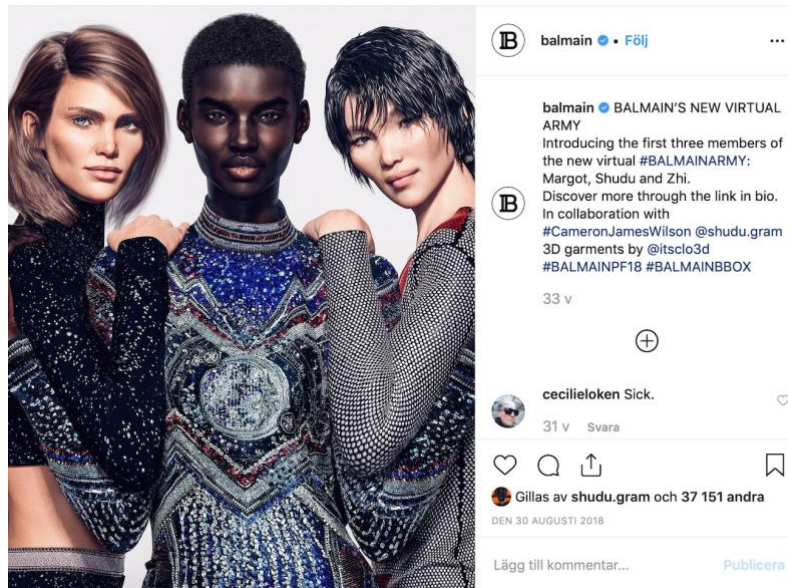 B balmain • Följ ...
balmain BALMAIN'S NEW VIRTUAL
ARMY
Introducing the first three members of
the new virtual #BALMAINARMY:
Margot, Shudu and Zhi.
B Discover more through the link in bio.
In collaboration with
#CameronJamesWilson @shudu.gram
3D garments by @itsclo3d
#BALMAINPF18 #BALMAINBBOX
33 v
cecilieloken Sick.
31 v Svara
Gillas av shudu.gram och 37 151 andra
DEN 30 AUGUSTI 2018
Lägg till kommentar... Publicera